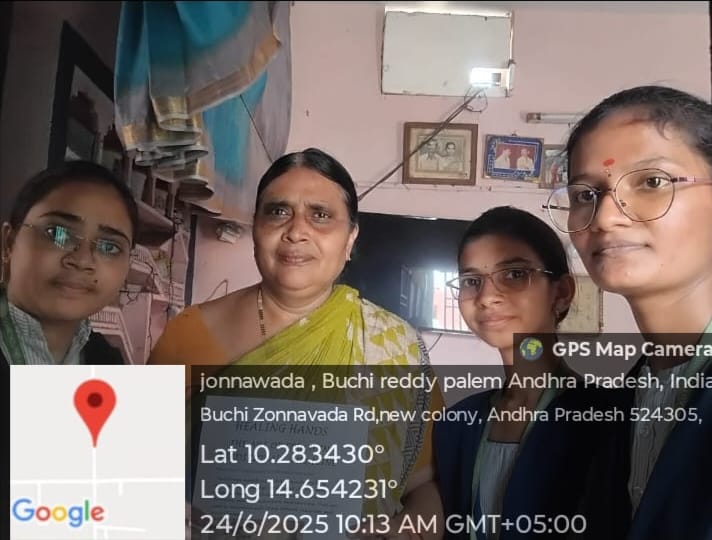 GPS Map Camera
jonnawada , Buchi reddy palem Andhra Pradesh, India
Buchi Zonnavada Rd,new colony, Andhra Pradesh 524305,
HEALING HANDS
Lat 10.283430°
Long 14.654231°
24/6/2025 10:13 AM GMT+05:00
Google